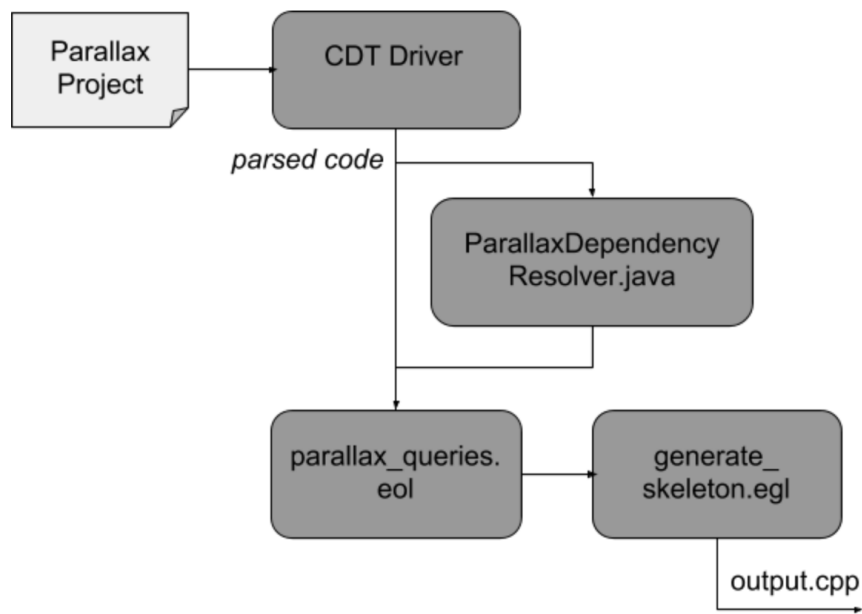 Parallax
Project
CDT Driver
parsed code
ParallaxDependency
Resolver.java
parallax_queries.
eol
generate_
skeleton.egl
output.cpp